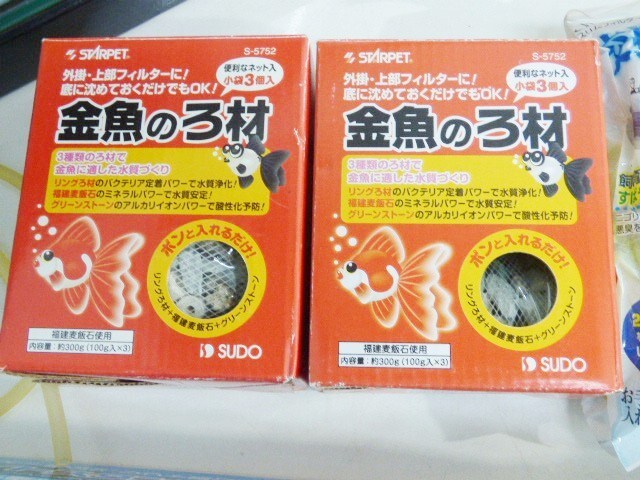 STARPET
S-5752
外掛・上部フィルターに!
底に沈めておくだけでもOK!
便利なネット入
小袋3個入
金魚のろ材
3種類のろ材で
金魚に適した水質づくり
リングろ材のバクテリア定着パワーで水質浄化!
福建麦飯石のミネラルパワーで水質安定!
グリーンストーンのアルカリイオンパワーで酸性化予防!
ポンと入れるだけ!
リングろ材+福建麦飯石+グリーンストーン
福建麦飯石使用
内容量:約300g(100g入×3)
SUDO
STARPET
S-5752
外掛・上部フィルターに!
底に沈めておくだけでもOK!
便利なネット入
小袋3個入
金魚のろ材
3種類のろ材で
金魚に適した水質づくり
リングろ材のバクテリア定着パワーで水質浄化!
福建麦飯石のミネラルパワーで水質安定!
グリーンストーンのアルカリイオンパワーで酸性化予防!
ポンと入れるだけ!
リングろ材+福建麦飯石+グリーンストーン
福建麦飯石使用
内容量:約300g(100g入×3)
SUDO